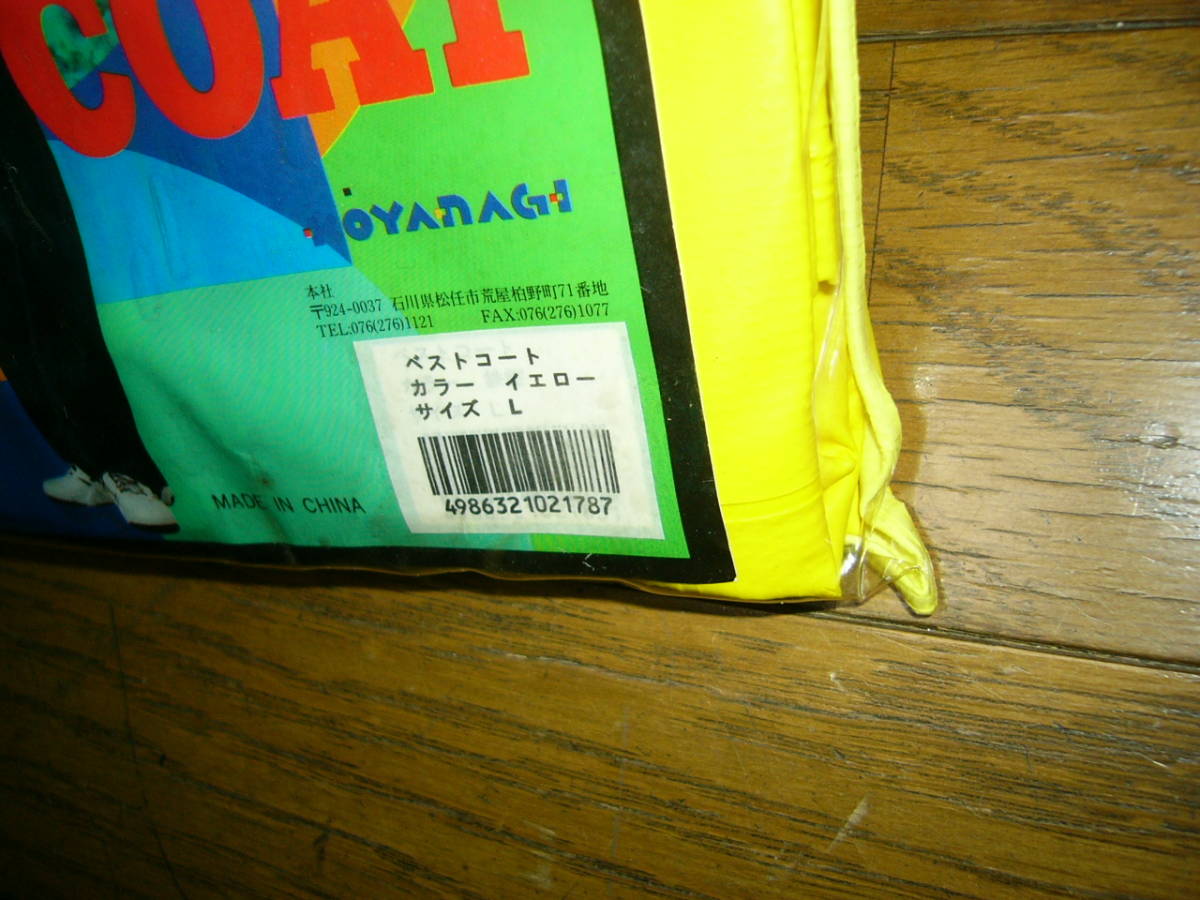 COAT
KOYANAGI
本社
〒924-0037 石川県松任市荒屋柏野町71番地
TEL:076(276)1121 FAX:076(276)1077
ベストコート
カラー イエロー
サイズ L
4986321021787
MADE IN CHINA